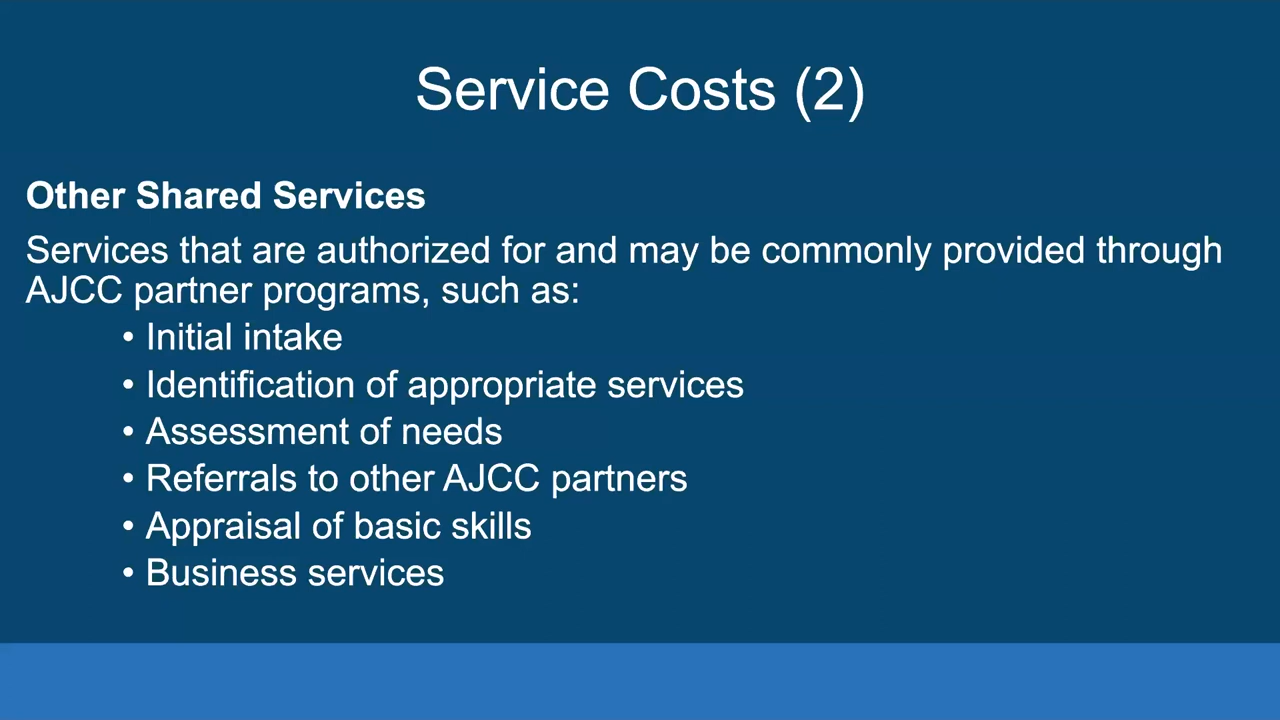 Service Costs (2)
Other Shared Services
Services that are authorized for and may be commonly provided through
AJCC partner programs, such as:
• Initial intake
• Identification of appropriate services
• Assessment of needs
• Referrals to other AJCC partners
• Appraisal of basic skills
• Business services